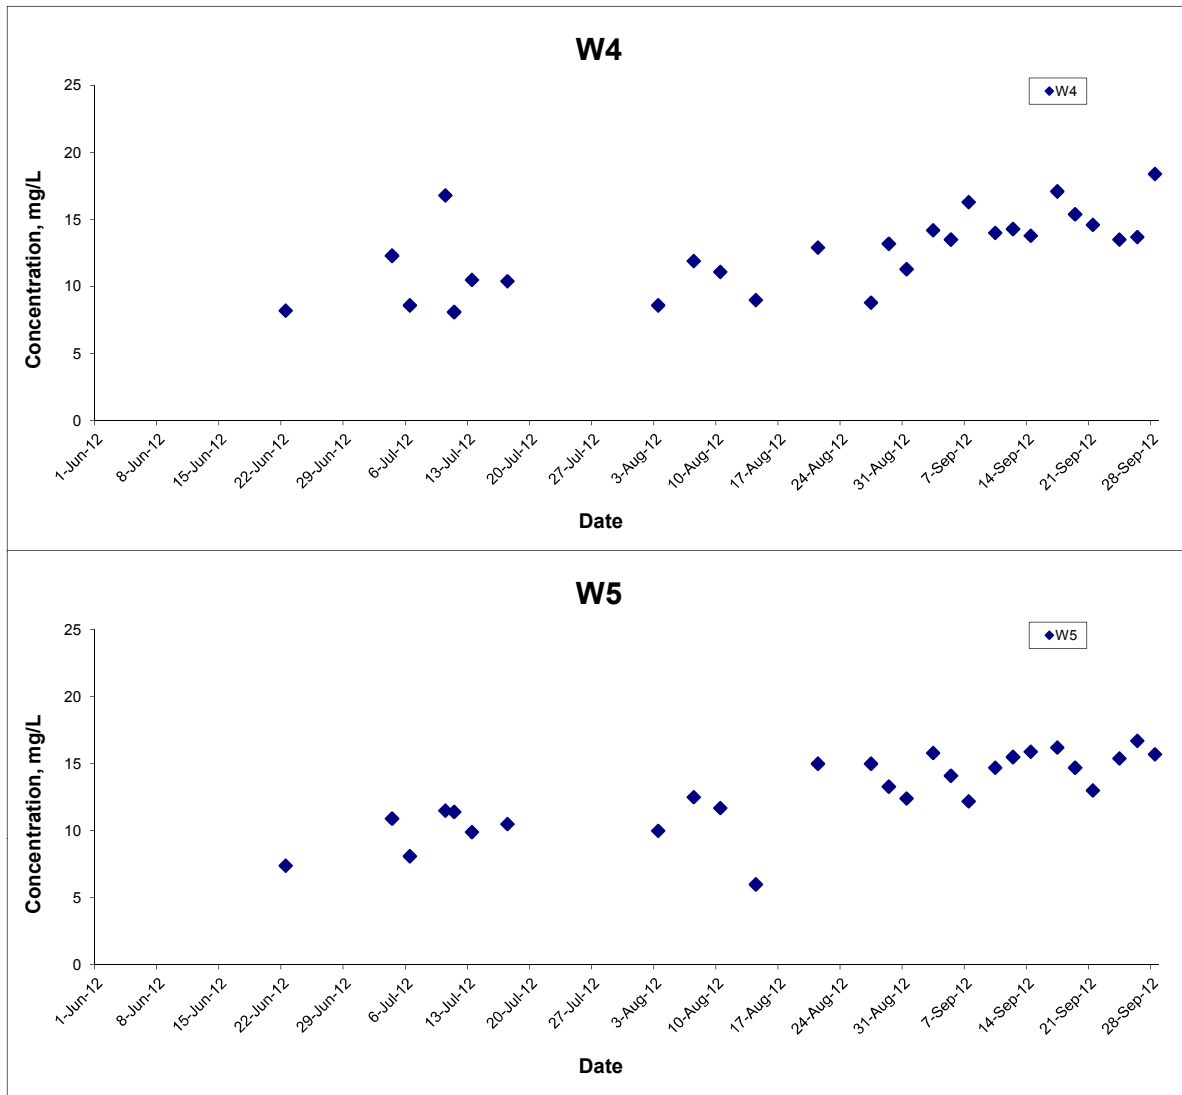 W4
W4
Concentration, mg/L
25
20
15
10
5
0
1-Jun-12
8-Jun-12
15-Jun-12
22-Jun-12
29-Jun-12
6-Jul-12
13-Jul-12
20-Jul-12
27-Jul-12
3-Aug-12
10-Aug-12
17-Aug-12
24-Aug-12
31-Aug-12
7-Sep-12
14-Sep-12
21-Sep-12
28-Sep-12
Date
W5
W5
Concentration, mg/L
25
20
15
10
5
0
1-Jun-12
8-Jun-12
15-Jun-12
22-Jun-12
29-Jun-12
6-Jul-12
13-Jul-12
20-Jul-12
27-Jul-12
3-Aug-12
10-Aug-12
17-Aug-12
24-Aug-12
31-Aug-12
7-Sep-12
14-Sep-12
21-Sep-12
28-Sep-12
Date